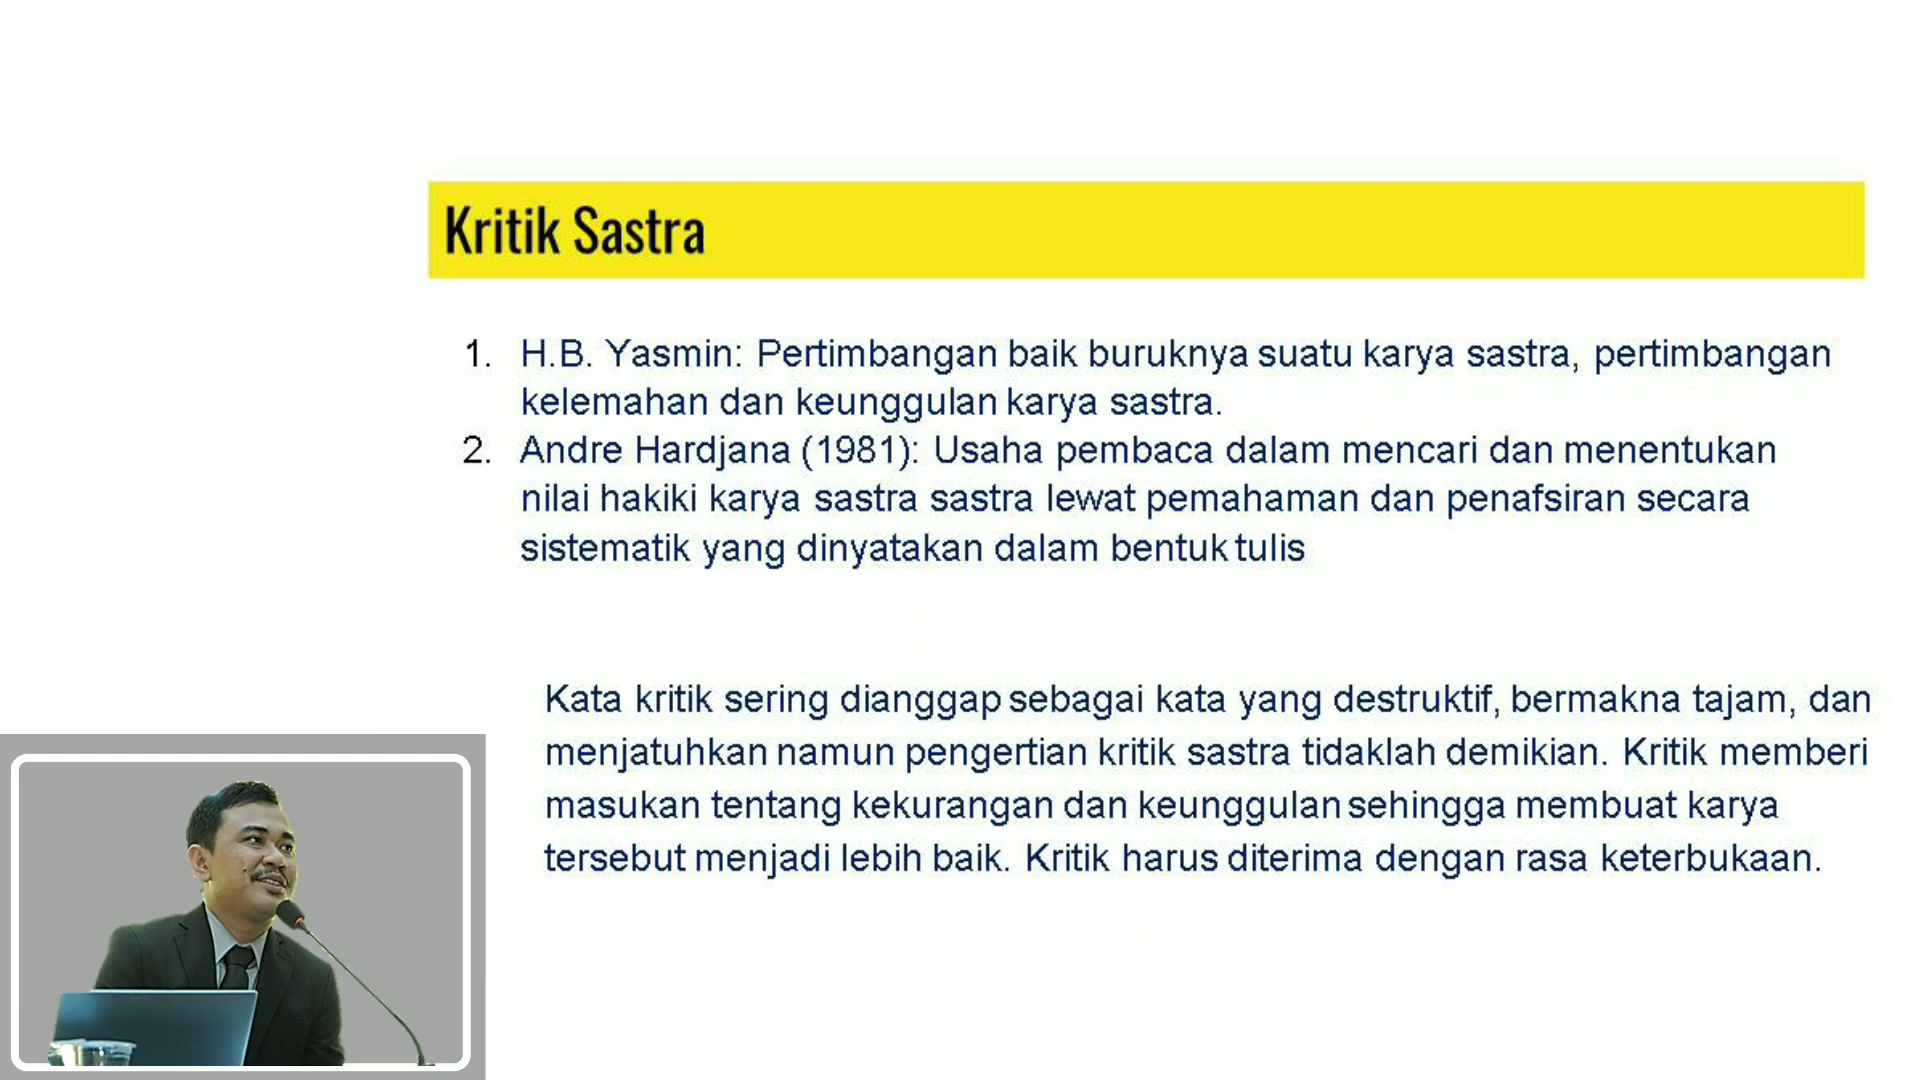 Kritik Sastra
1. H.B. Yasmin: Pertimbangan baik buruknya suatu karya sastra, pertimbangan
kelemahan dan keunggulan karya sastra.
2. Andre Hardjana (1981): Usaha pembaca dalam mencari dan menentukan
nilai hakiki karya sastra sastra lewat pemahaman dan penafsiran secara
sistematik yang dinyatakan dalam bentuk tulis
Kata kritik sering dianggap sebagai kata yang destruktif, bermakna tajam, dan
menjatuhkan namun pengertian kritik sastra tidaklah demikian. Kritik memberi
masukan tentang kekurangan dan keunggulan sehingga membuat karya
tersebut menjadi lebih baik. Kritik harus diterima dengan rasa keterbukaan.